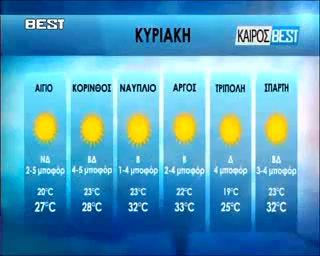 BEST
ΚΥΡΙΑΚΗ
ΚΑΙΡΟΣ BEST
ΑΙΓΙΟ ΚΟΡΙΝΘΟΣ ΝΑΥΠΛΙΟ ΑΡΓΟΣ ΤΡΙΠΟΛΗ ΣΠΑΡΤΗ
ΝΔ ΒΔ Β Β Δ ΒΔ
2-5 μποφόρ 4-5 μποφόρ 1-4 μποφόρ 2-4 μποφόρ 4 μποφόρ 3-4 μποφόρ
20°C 23°C 23°C 22°C 19°C 23°C
27°C 28°C 32°C 33°C 25°C 32°C